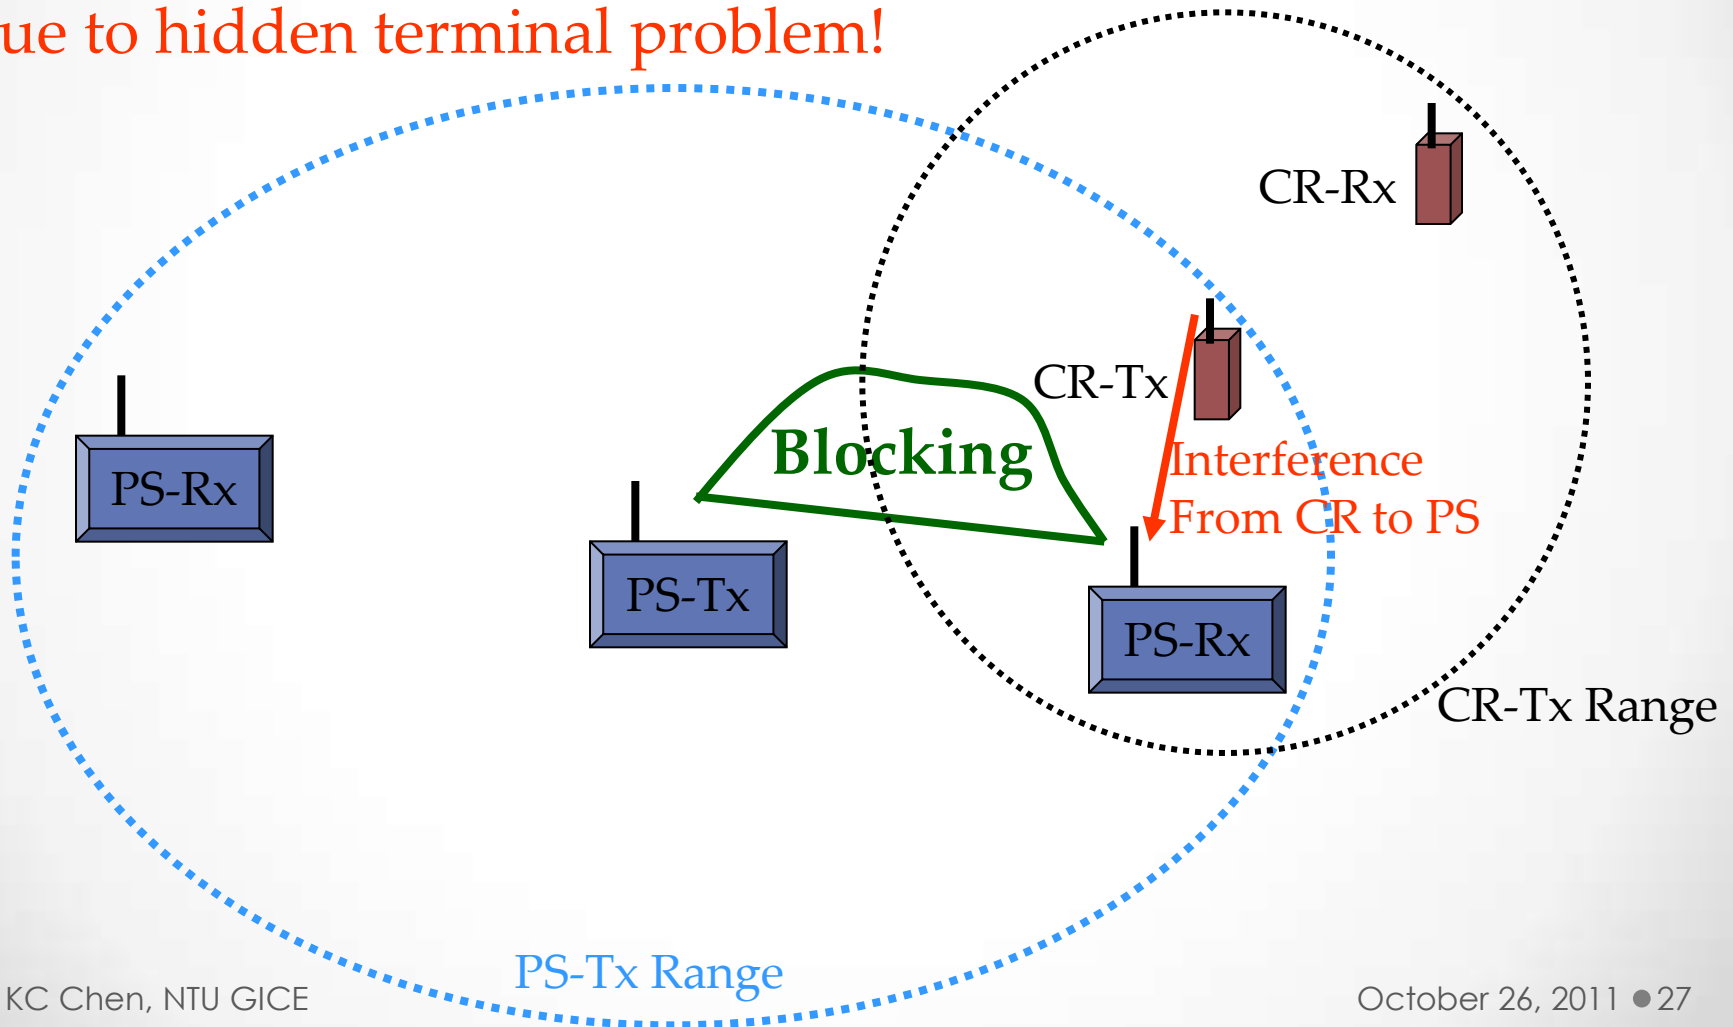 ue to hidden terminal problem!
CR-Rx
CR-Tx
Blocking
Interference
From CR to PS
PS-Rx
PS-Tx
PS-Rx
CR-Tx Range
PS-Tx Range
KC Chen, NTU GICE
October 26, 2011 ● 27